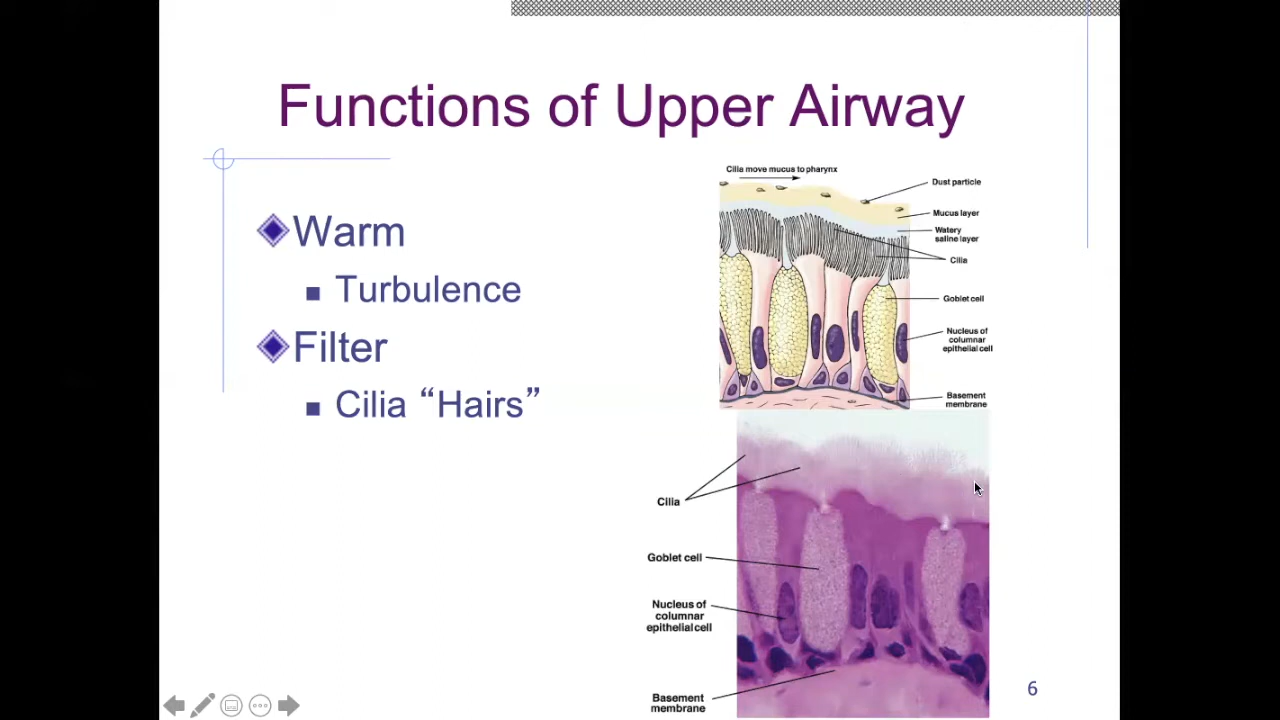 Functions of Upper Airway
Warm
Turbulence
Filter
Cilia “Hairs”
Cilia move mucus to pharynx
Dust particle
Mucus layer
Watery
saline layer
Cilia
Goblet cell
Nucleus of
columnar
epithelial cell
Basement
membrane
Cilia
Goblet cell
Nucleus of
columnar
epithelial cell
Basement
membrane
6